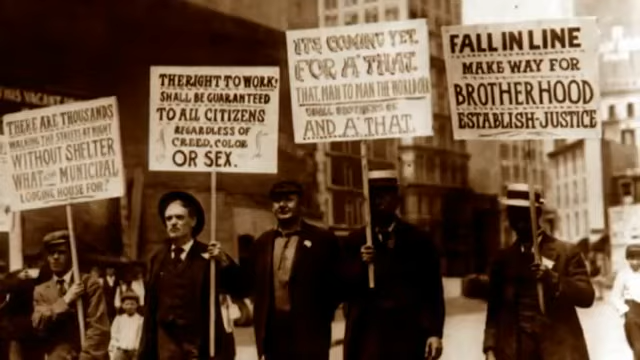 THERE ARE THOUSANDS
WALKING THE STREETS AT NIGHT
WITHOUT SHELTER
WHAT MUNICIPAL
LODGING HOUSE FOR?
THE RIGHT TO WORK!
SHALL BE GUARANTEED
TO ALL CITIZENS
REGARDLESS OF
CREED, COLOR
OR SEX.
ITS COMING YET
FOR A' THAT.
THAT, MAN TO MAN THE WORLD O'ER
SHALL BROTHERS BE
AND, A' THAT.
FALL IN LINE
MAKE WAY FOR
BROTHERHOOD
ESTABLISH-JUSTICE